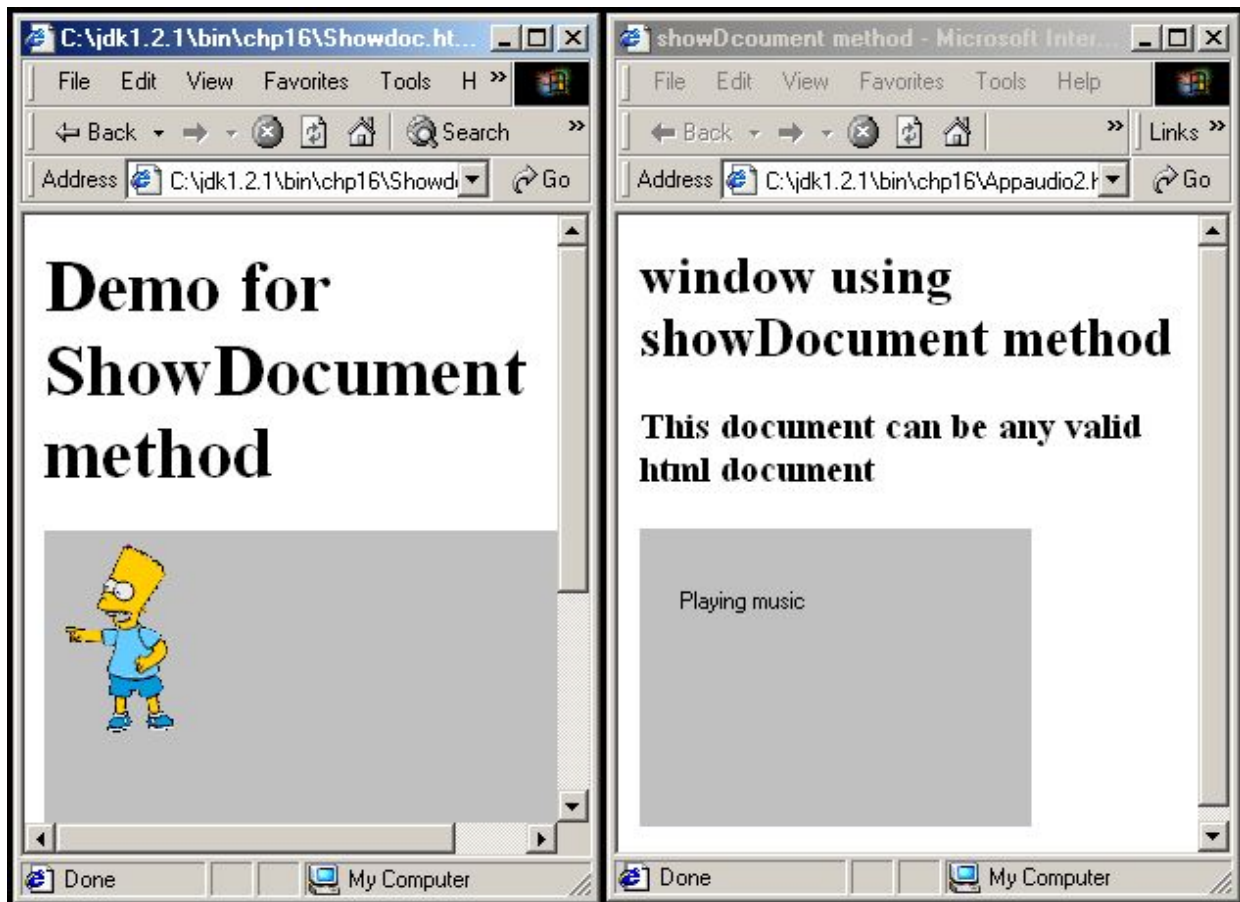 C:\jdk1.2.1\bin\chp16\Showdoc.ht...
File Edit View Favorites Tools H »
Back Search »
Address C:\jdk1.2.1\bin\chp16\Showd Go
Demo for
ShowDocument
method
Done My Computer
showDcoument method - Microsoft Inter...
File Edit View Favorites Tools Help
Back » Links »
Address C:\jdk1.2.1\bin\chp16\Appaudio2.h Go
window using
showDocument method
This document can be any valid
html document
Playing music
Done My Computer